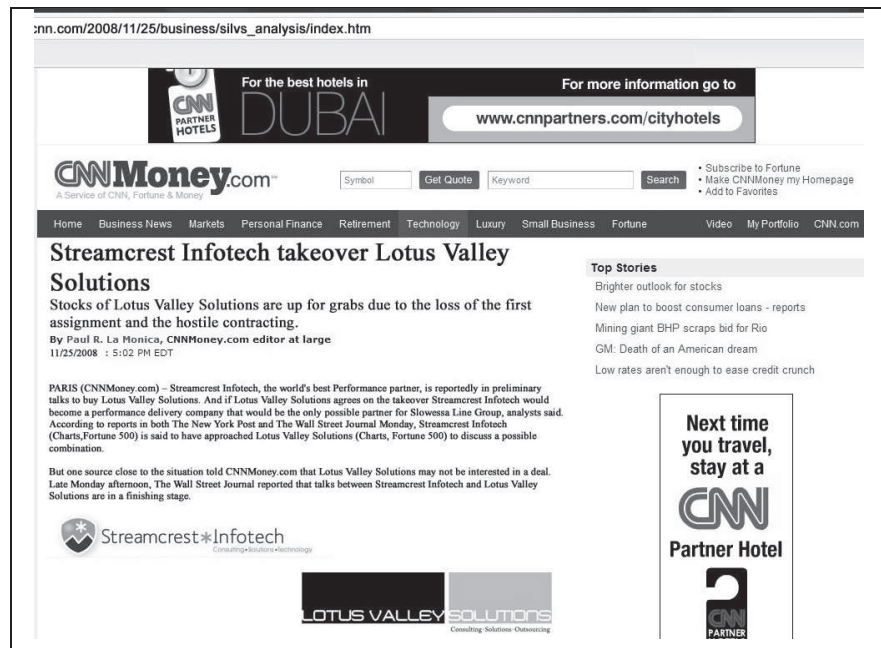 cnn.com/2008/11/25/business/silvs_analysis/index.htm
CNN
PARTNER
HOTELS
For the best hotels in
DUBAI
For more information go to
www.cnnpartners.com/cityhotels
CNNMoney.com
A Service of CNN, Fortune & Money
Symbol
Get Quote
Keyword
Search
• Subscribe to Fortune
• Make CNNMoney my Homepage
• Add to Favorites
Home Business News Markets Personal Finance Retirement Technology Luxury Small Business Fortune Video My Portfolio CNN.com
Streamcrest Infotech takeover Lotus Valley
Solutions
Stocks of Lotus Valley Solutions are up for grabs due to the loss of the first
assignment and the hostile contracting.
By Paul R. La Monica, CNNMoney.com editor at large
11/25/2008 : 5:02 PM EDT
PARIS (CNNMoney.com) – Streamcrest Infotech, the world's best Performance partner, is reportedly in preliminary
talks to buy Lotus Valley Solutions. And if Lotus Valley Solutions agrees on the takeover Streamcrest Infotech would
become a performance delivery company that would be the only possible partner for Slowessa Line Group, analysts said.
According to reports in both The New York Post and The Wall Street Journal Monday, Streamcrest Infotech
(Charts,Fortune 500) is said to have approached Lotus Valley Solutions (Charts, Fortune 500) to discuss a possible
combination.
But one source close to the situation told CNNMoney.com that Lotus Valley Solutions may not be interested in a deal.
Late Monday afternoon, The Wall Street Journal reported that talks between Streamcrest Infotech and Lotus Valley
Solutions are in a finishing stage.
Streamcrest*Infotech
Consulting•Solutions•Technology
LOTUS VALLEY SOLUTIONS
Consulting·Solutions·Outsourcing
Top Stories
Brighter outlook for stocks
New plan to boost consumer loans - reports
Mining giant BHP scraps bid for Rio
GM: Death of an American dream
Low rates aren't enough to ease credit crunch
Next time
you travel,
stay at a
CNN
Partner Hotel
CNN
PARTNER